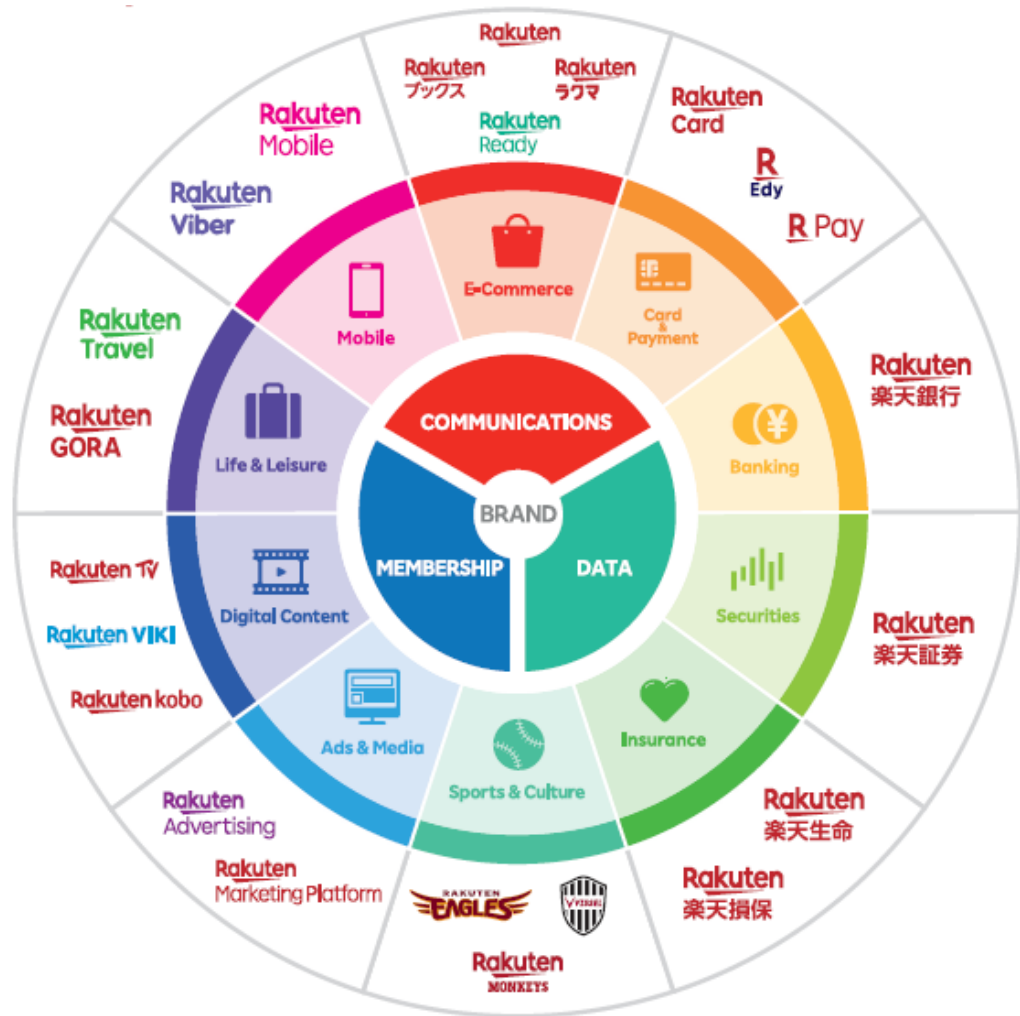 Rakuten
Rakuten
ブックス
Rakuten
ラクマ
Rakuten
Ready
Rakuten
Card
R
Edy
R Pay
Rakuten
楽天銀行
Rakuten
楽天証券
Rakuten
楽天生命
Rakuten
楽天損保
RAKUTEN
EAGLES
VISSEL
Rakuten
MONKEYS
Rakuten
Marketing Platform
Rakuten
Advertising
Rakuten kobo
Rakuten VIKI
Rakuten TV
Rakuten
GORA
Rakuten
Travel
Rakuten
Viber
Rakuten
Mobile
E-Commerce
Card
&
Payment
Banking
Securities
Insurance
Sports & Culture
Ads & Media
Digital Content
Life & Leisure
Mobile
COMMUNICATIONS
BRAND
MEMBERSHIP
DATA